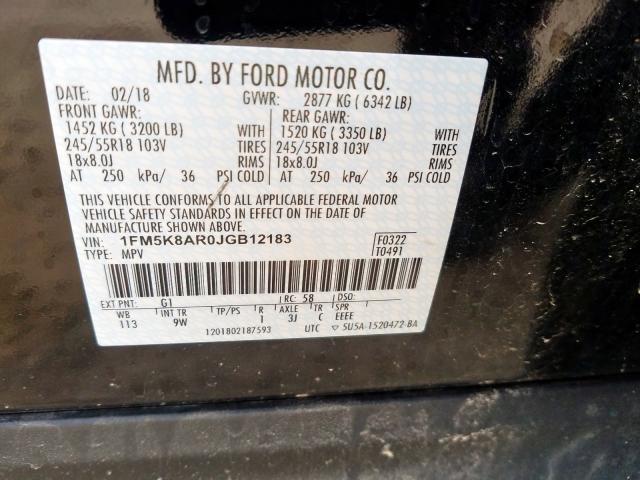 MFD. BY FORD MOTOR CO.
DATE: 02/18 GVWR: 2877 KG ( 6342 LB)
FRONT GAWR: REAR GAWR:
1452 KG ( 3200 LB) WITH 1520 KG ( 3350 LB) WITH
245/55R18 103V TIRES 245/55R18 103V TIRES
18x8.0J RIMS 18x8.0J RIMS
AT 250 kPa/ 36 PSI COLD AT 250 kPa/ 36 PSI COLD
THIS VEHICLE CONFORMS TO ALL APPLICABLE FEDERAL MOTOR
VEHICLE SAFETY STANDARDS IN EFFECT ON THE DATE OF
MANUFACTURE SHOWN ABOVE.
VIN: 1FM5K8AR0JGB12183 F0322
TYPE: MPV T0491
EXT PNT: G1 RC: 58 DSO:
WB INT TR TP/PS R AXLE TR SPR
113 9W 1 3J C EEEE
1201802187593 UTC ▽ 5U5A-1520472-BA